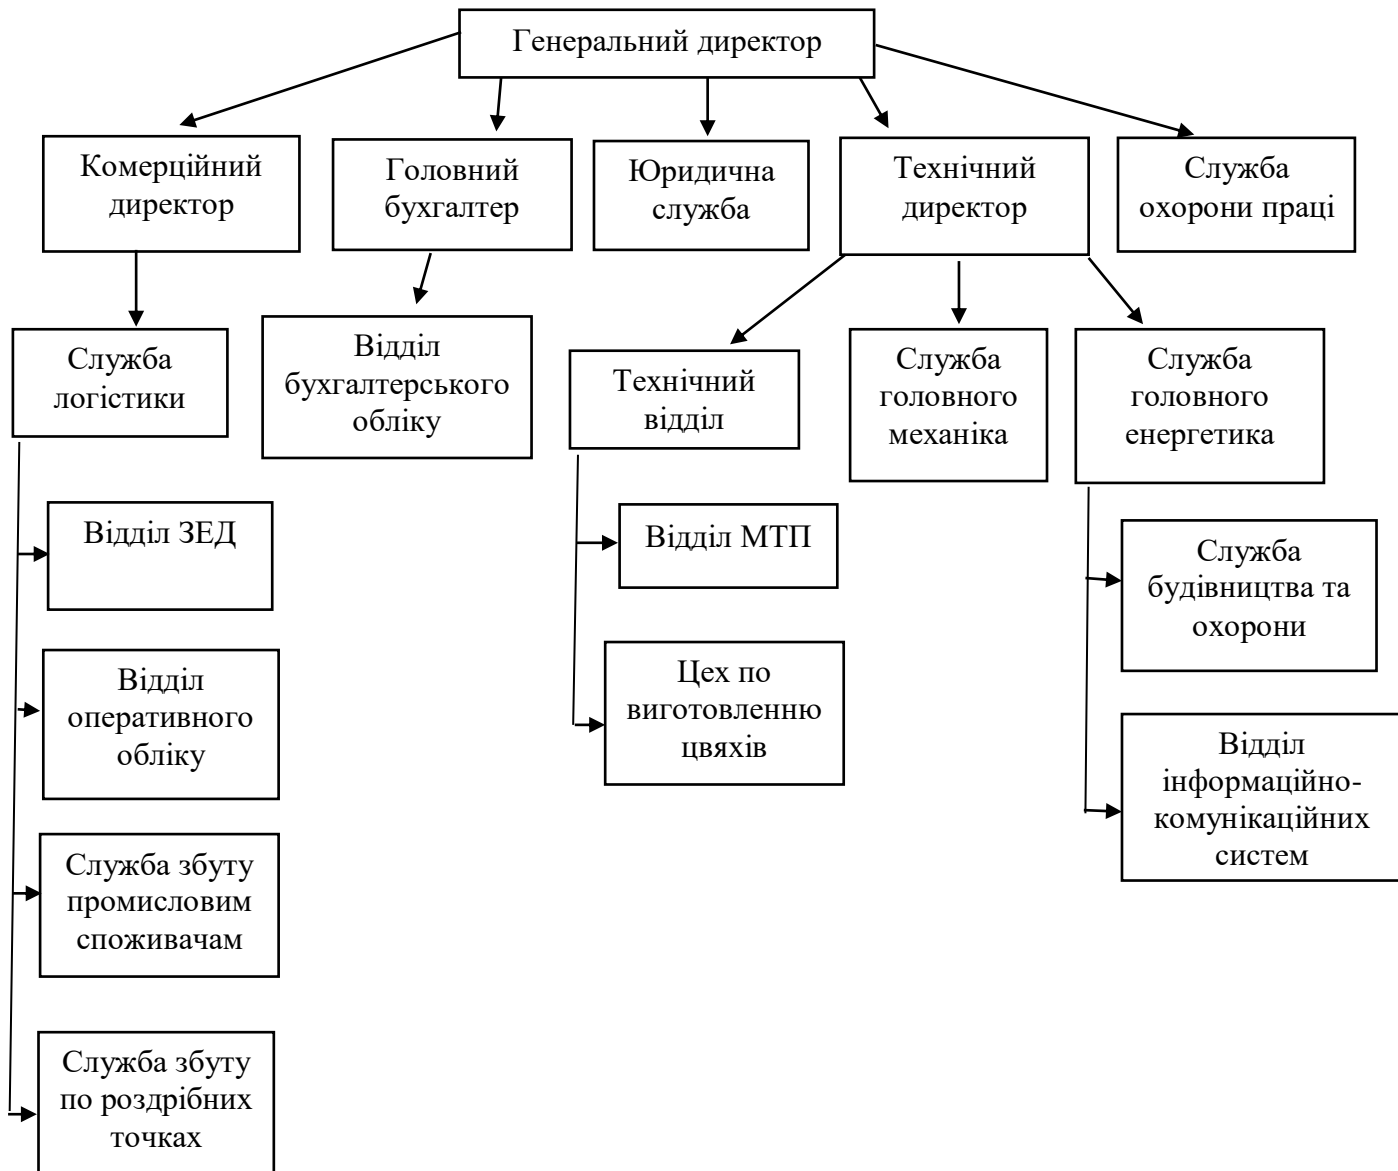 Генеральний директор
Комерційний
директор
Головний
бухгалтер
Юридична
служба
Технічний
директор
Служба
охорони праці
Служба
логістики
Відділ
бухгалтерського
обліку
Технічний
відділ
Служба
головного
механіка
Служба
головного
енергетика
Відділ ЗЕД
Відділ
оперативного
обліку
Служба збуту
промисловим
споживачам
Служба збуту
по роздрібних
точках
Відділ МТП
Цех по
виготовленню
цвяхів
Служба
будівництва та
охорони
Відділ
інформаційно-
комунікаційних
систем